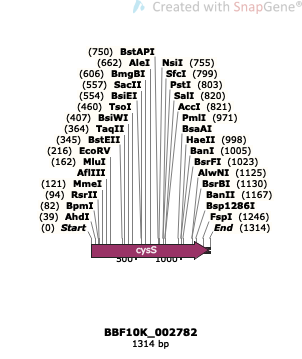 Created with SnapGene®
(750) BstAPI
(662) AleI NsiI (755)
(606) BmgBI SfcI (799)
(557) SacII PstI (803)
(554) BsiEI SalI (820)
(460) TsoI AccI (821)
(407) BsiWI PmlI (971)
(364) TaqII BsaAI
(345) BstEII HaeII (998)
(216) EcoRV BanI (1005)
(162) MluI BsrFI (1023)
AflIII AlwNI (1125)
(121) MmeI BsrBI (1130)
(94) RsrII BanII (1167)
(82) BpmI Bsp1286I
(39) AhdI FspI (1246)
(0) Start End (1314)
cysS
500 1000
BBF10K_002782
1314 bp